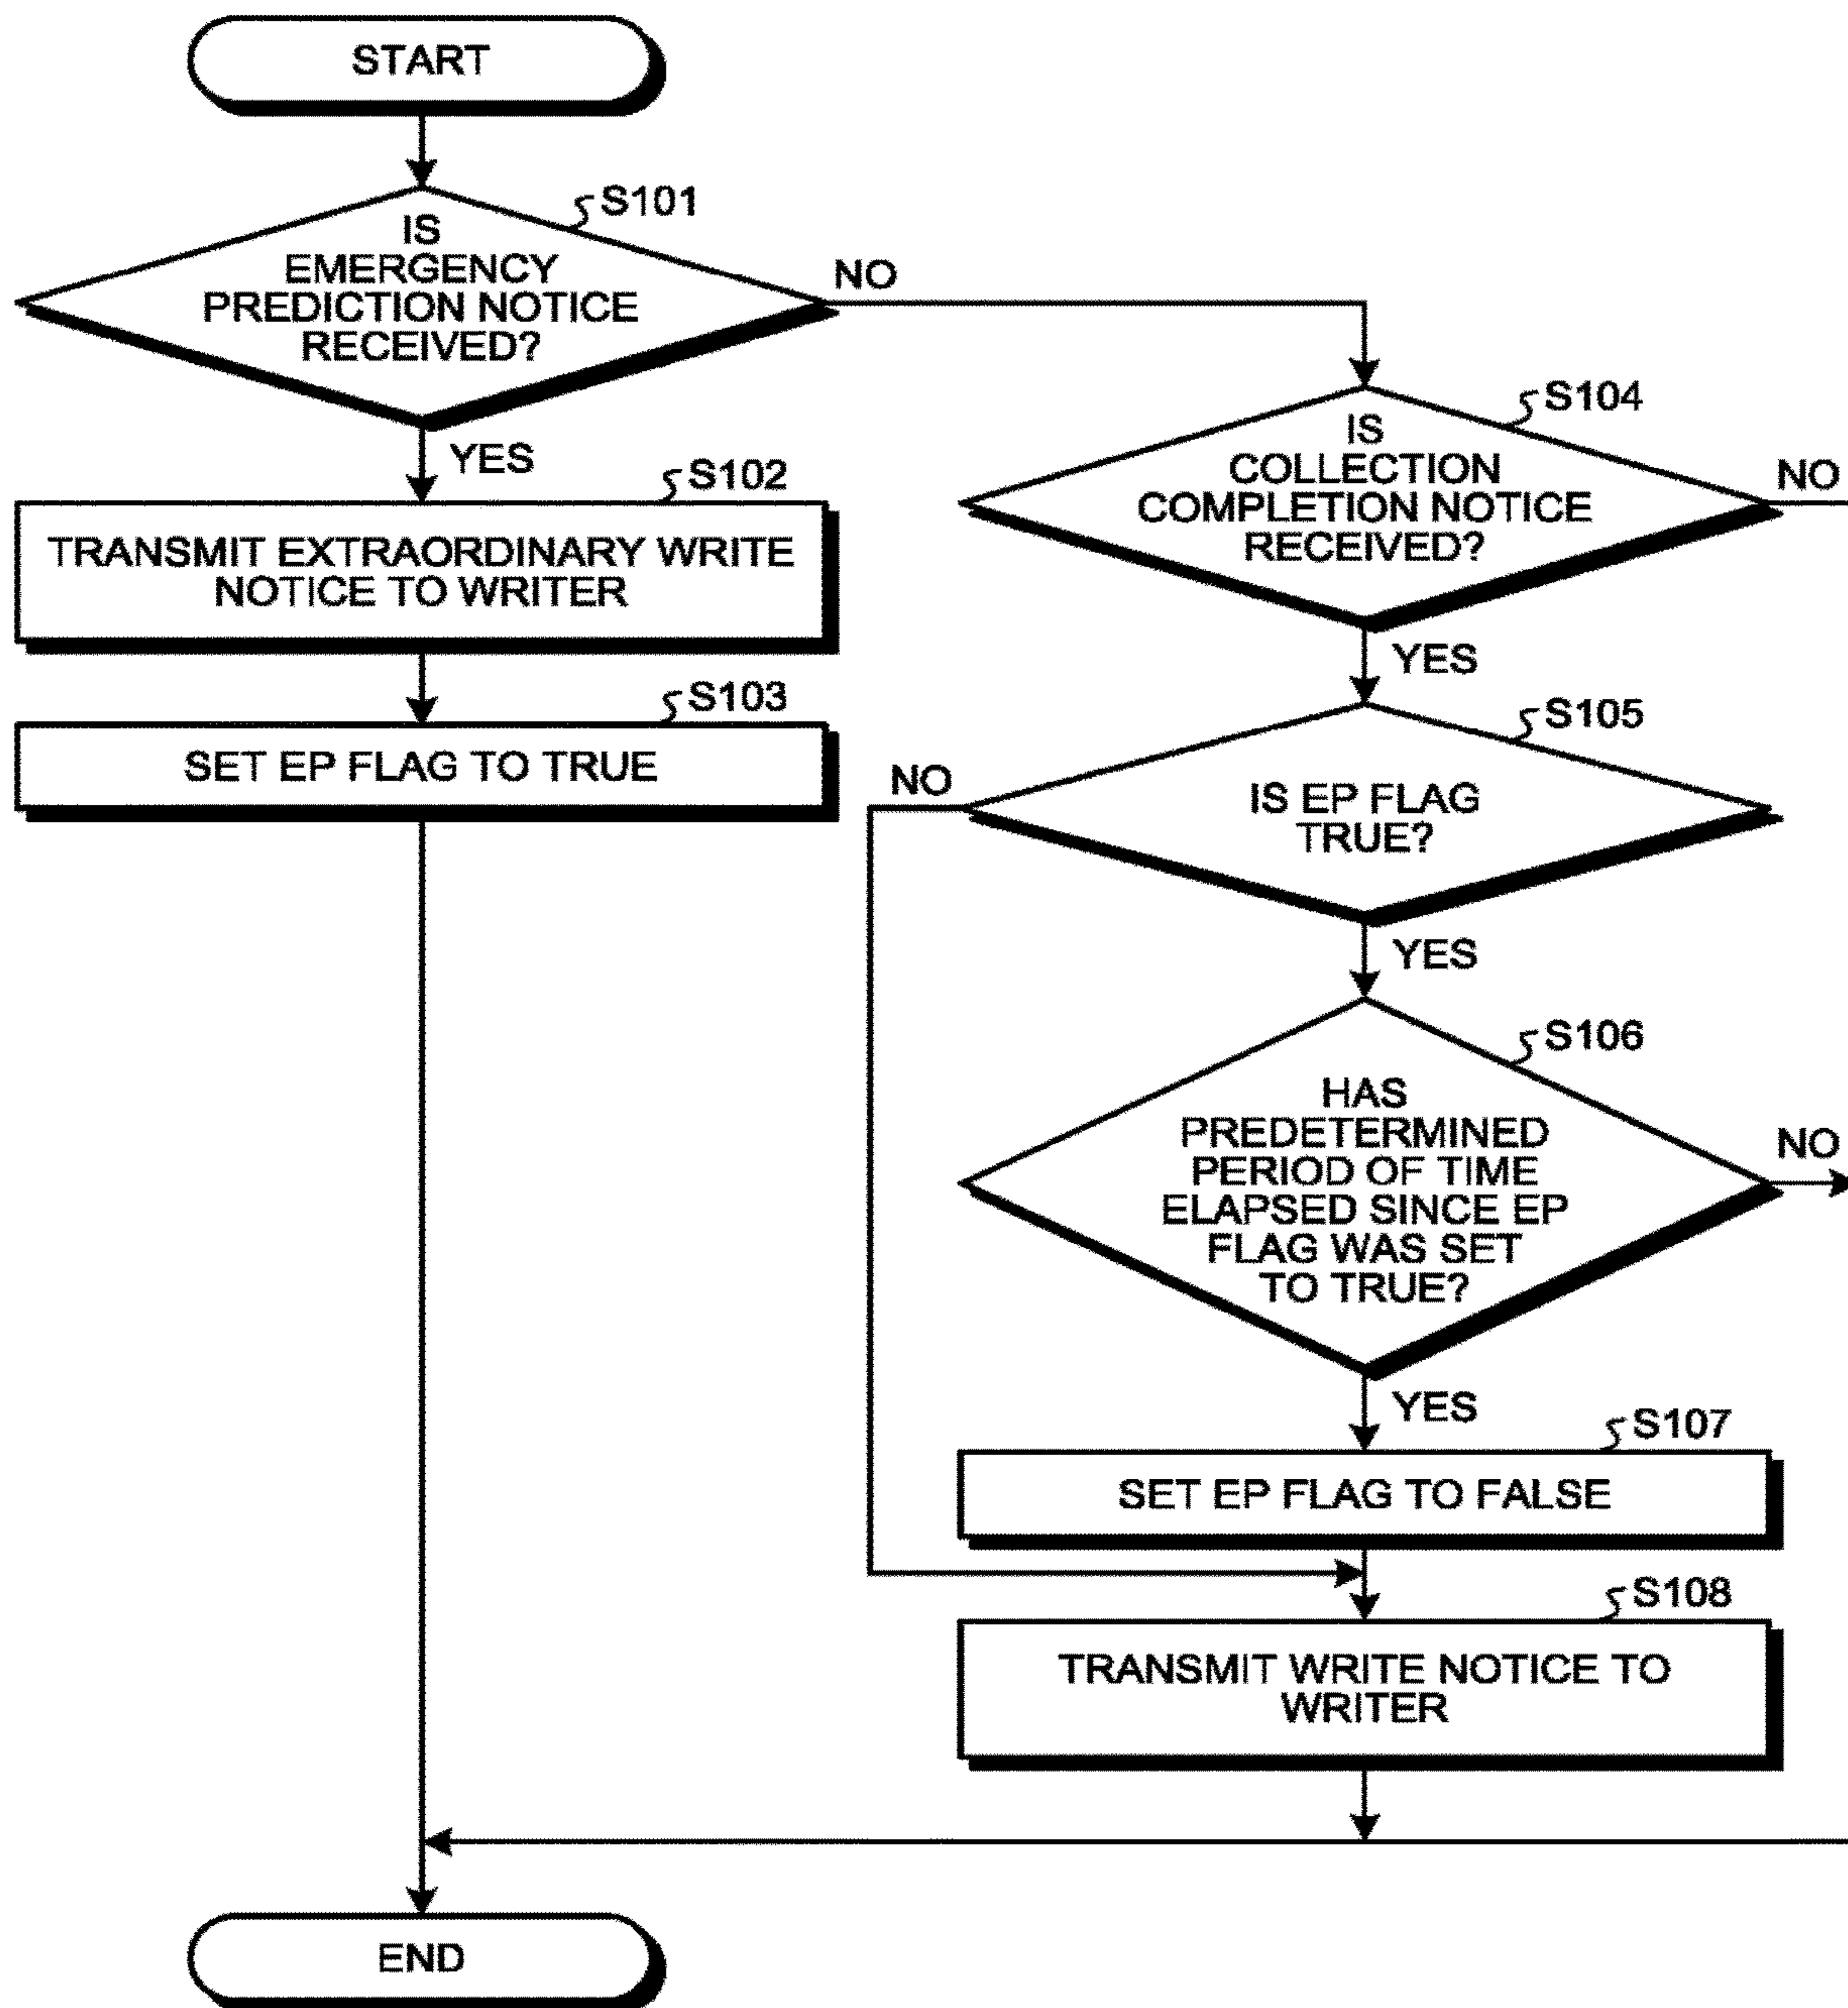 START
S101
IS
EMERGENCY
PREDICTION NOTICE
RECEIVED?
NO
YES
S102
TRANSMIT EXTRAORDINARY WRITE
NOTICE TO WRITER
S103
SET EP FLAG TO TRUE
S104
IS
COLLECTION
COMPLETION NOTICE
RECEIVED?
NO
YES
S105
NO
IS EP FLAG
TRUE?
YES
S106
HAS
PREDETERMINED
PERIOD OF TIME
ELAPSED SINCE EP
FLAG WAS SET
TO TRUE?
NO
YES
S107
SET EP FLAG TO FALSE
S108
TRANSMIT WRITE NOTICE TO
WRITER
END